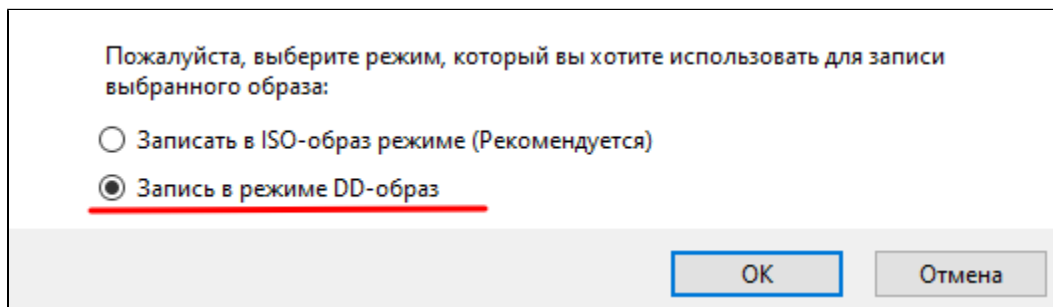 Пожалуйста, выберите режим, который вы хотите использовать для записи
выбранного образа:
Записать в ISO-образ режиме (Рекомендуется)
Запись в режиме DD-образ
ОК
Отмена